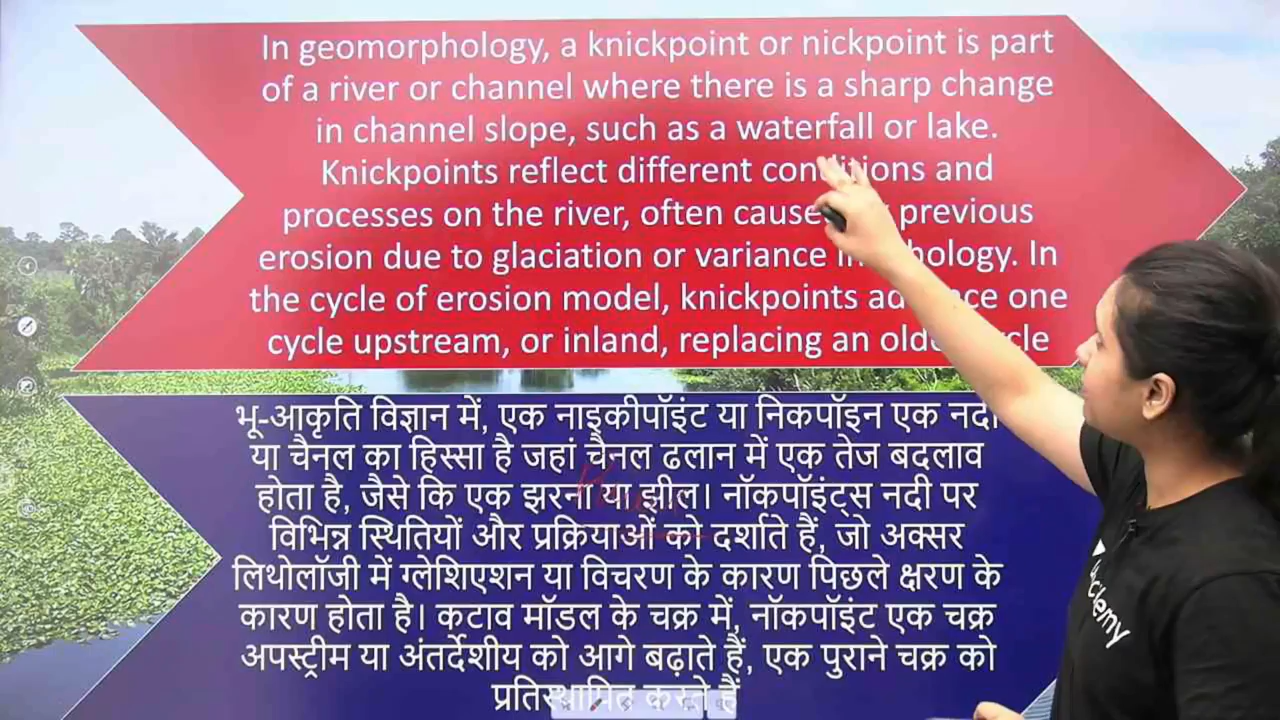 In geomorphology, a knickpoint or nickpoint is part
of a river or channel where there is a sharp change
in channel slope, such as a waterfall or lake.
Knickpoints reflect different conditions and
processes on the river, often previous
erosion due to glaciation or variance in In
the cycle of erosion model, knickpoints one
cycle upstream, or inland, replacing an
भू-आकृति विज्ञान में, एक नाइकीपॉइंट या निकपॉइन एक नदी
या चैनल का हिस्सा है जहां चैनल ढलान में एक तेज बदलाव
होता है, जैसे कि एक झरना या झील। नॉकपॉइंट्स नदी पर
विभिन्न स्थितियों और प्रक्रियाओं को दर्शाते हैं, जो अक्सर
लिथोलॉजी में ग्लेशिएशन या विचरण के कारण पिछले क्षरण के
कारण होता है। कटाव मॉडल के चक्र में, नॉकपॉइंट एक चक्र
अपस्ट्रीम या अंतर्देशीय को आगे बढ़ाते हैं, एक पुराने चक्र को
प्रतिस्थापित करते हैं